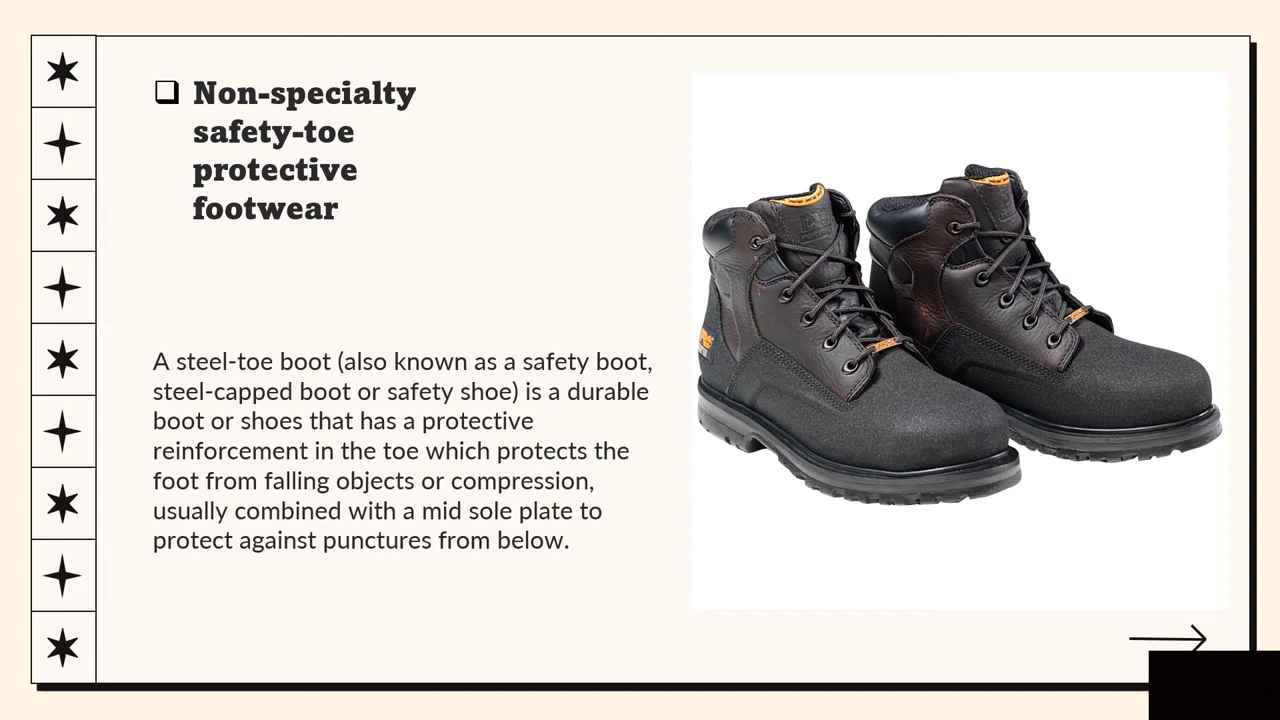 Non-specialty
safety-toe
protective
footwear
A steel-toe boot (also known as a safety boot,
steel-capped boot or safety shoe) is a durable
boot or shoes that has a protective
reinforcement in the toe which protects the
foot from falling objects or compression,
usually combined with a mid sole plate to
protect against punctures from below.